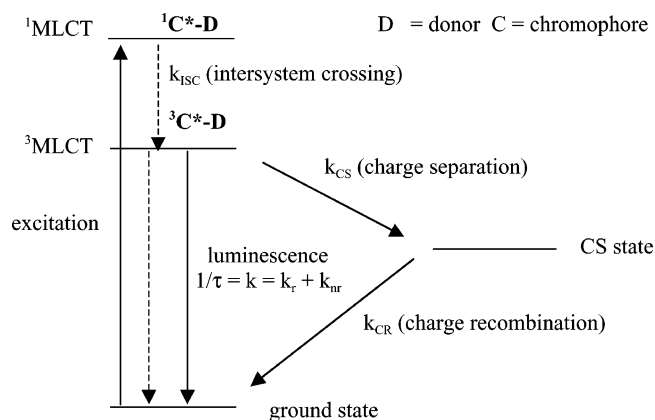 ¹MLCT
¹C*-D
D = donor C = chromophore
k_ISC (intersystem crossing)
³C*-D
³MLCT
k_CS (charge separation)
excitation
CS state
luminescence
1/τ = k = k_r + k_nr
k_CR (charge recombination)
ground state